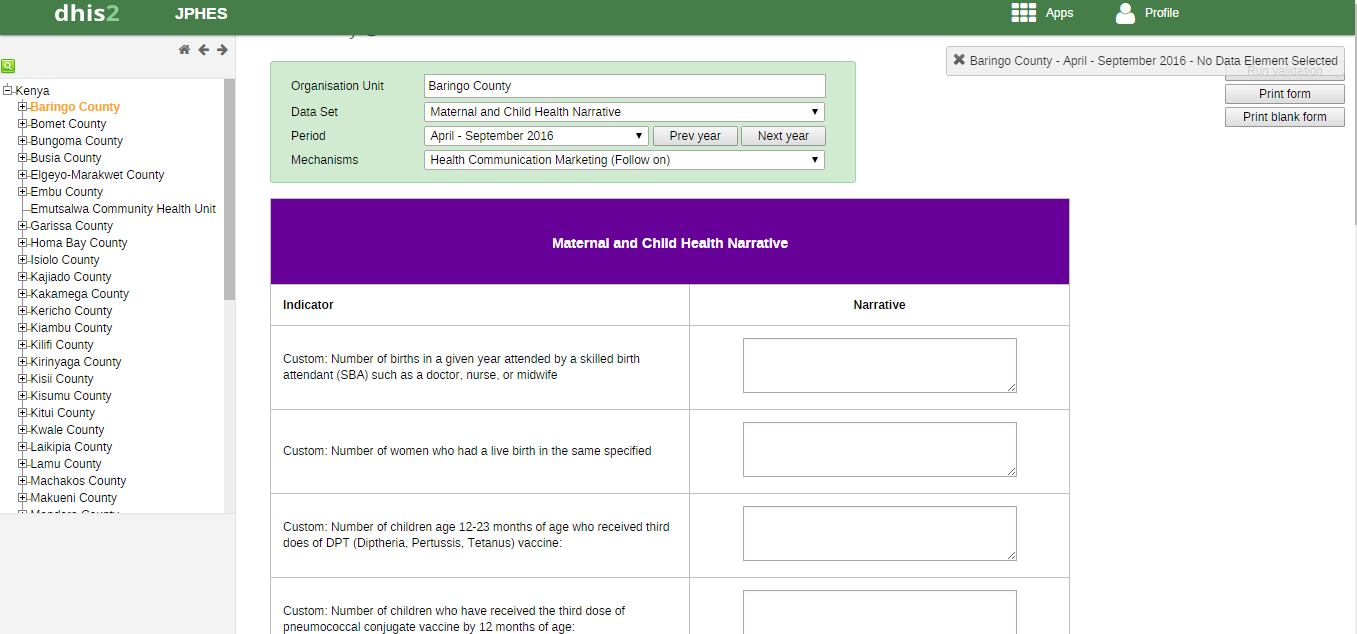 dhis2 JPHES Apps Profile
Kenya
Baringo County
Bomet County
Bungoma County
Busia County
Elgeyo-Marakwet County
Embu County
Emutsalwa Community Health Unit
Garissa County
Homa Bay County
Isiolo County
Kajiado County
Kakamega County
Kericho County
Kiambu County
Kilifi County
Kirinyaga County
Kisii County
Kisumu County
Kitui County
Kwale County
Laikipia County
Lamu County
Machakos County
Makueni County
Organisation Unit Baringo County
Data Set Maternal and Child Health Narrative
Period April - September 2016 Prev year Next year
Mechanisms Health Communication Marketing (Follow on)
Baringo County - April - September 2016 - No Data Element Selected
Run validation
Print form
Print blank form
Maternal and Child Health Narrative
Indicator Narrative
Custom: Number of births in a given year attended by a skilled birth
attendant (SBA) such as a doctor, nurse, or midwife
Custom: Number of women who had a live birth in the same specified
Custom: Number of children age 12-23 months of age who received third
does of DPT (Diptheria, Pertussis, Tetanus) vaccine:
Custom: Number of children who have received the third dose of
pneumococcal conjugate vaccine by 12 months of age: